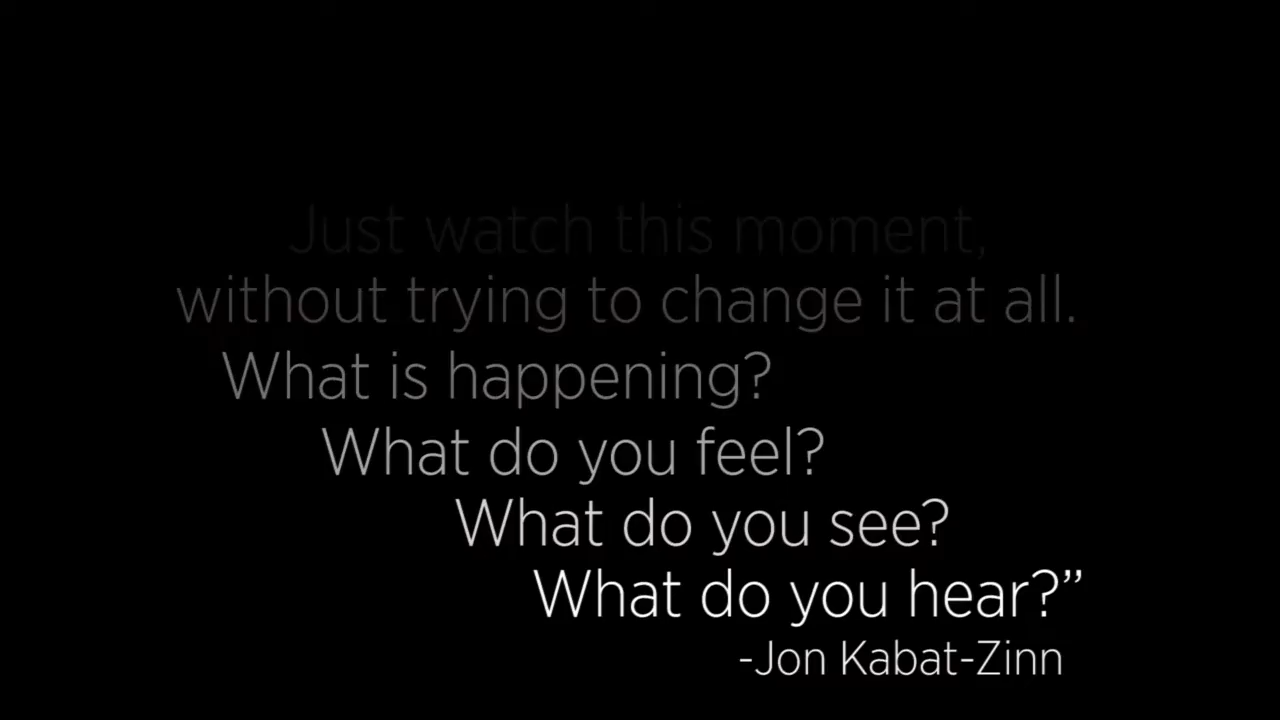 Just watch this moment,
without trying to change it at all.
What is happening?
What do you feel?
What do you see?
What do you hear?”
-Jon Kabat-Zinn